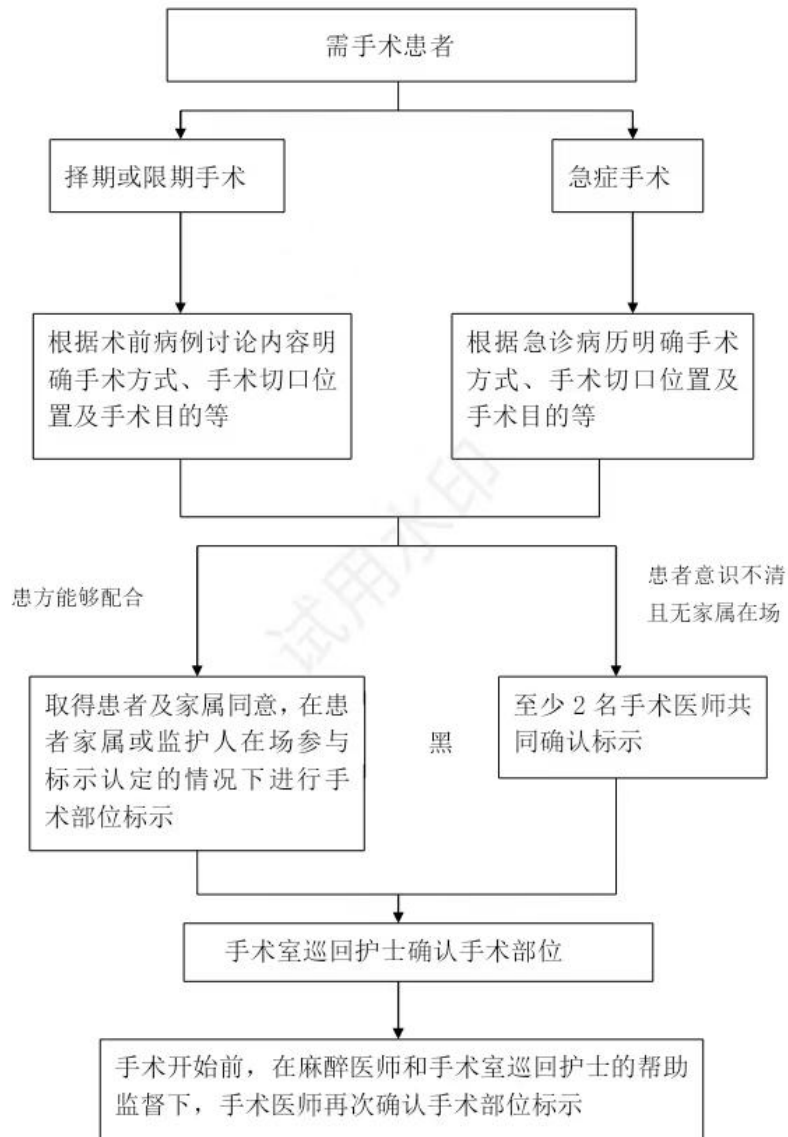 需手术患者
择期或限期手术
急症手术
根据术前病例讨论内容明
确手术方式、手术切口位
置及手术目的等
根据急诊病历明确手术
方式、手术切口位置及
手术目的等
试用水印
患方能够配合
患者意识不清
且无家属在场
取得患者及家属同意，在患
者家属或监护人在场参与
标示认定的情况下进行手
术部位标示
黑
至少 2 名手术医师共
同确认标示
手术室巡回护士确认手术部位
手术开始前，在麻醉医师和手术室巡回护士的帮助
监督下，手术医师再次确认手术部位标示